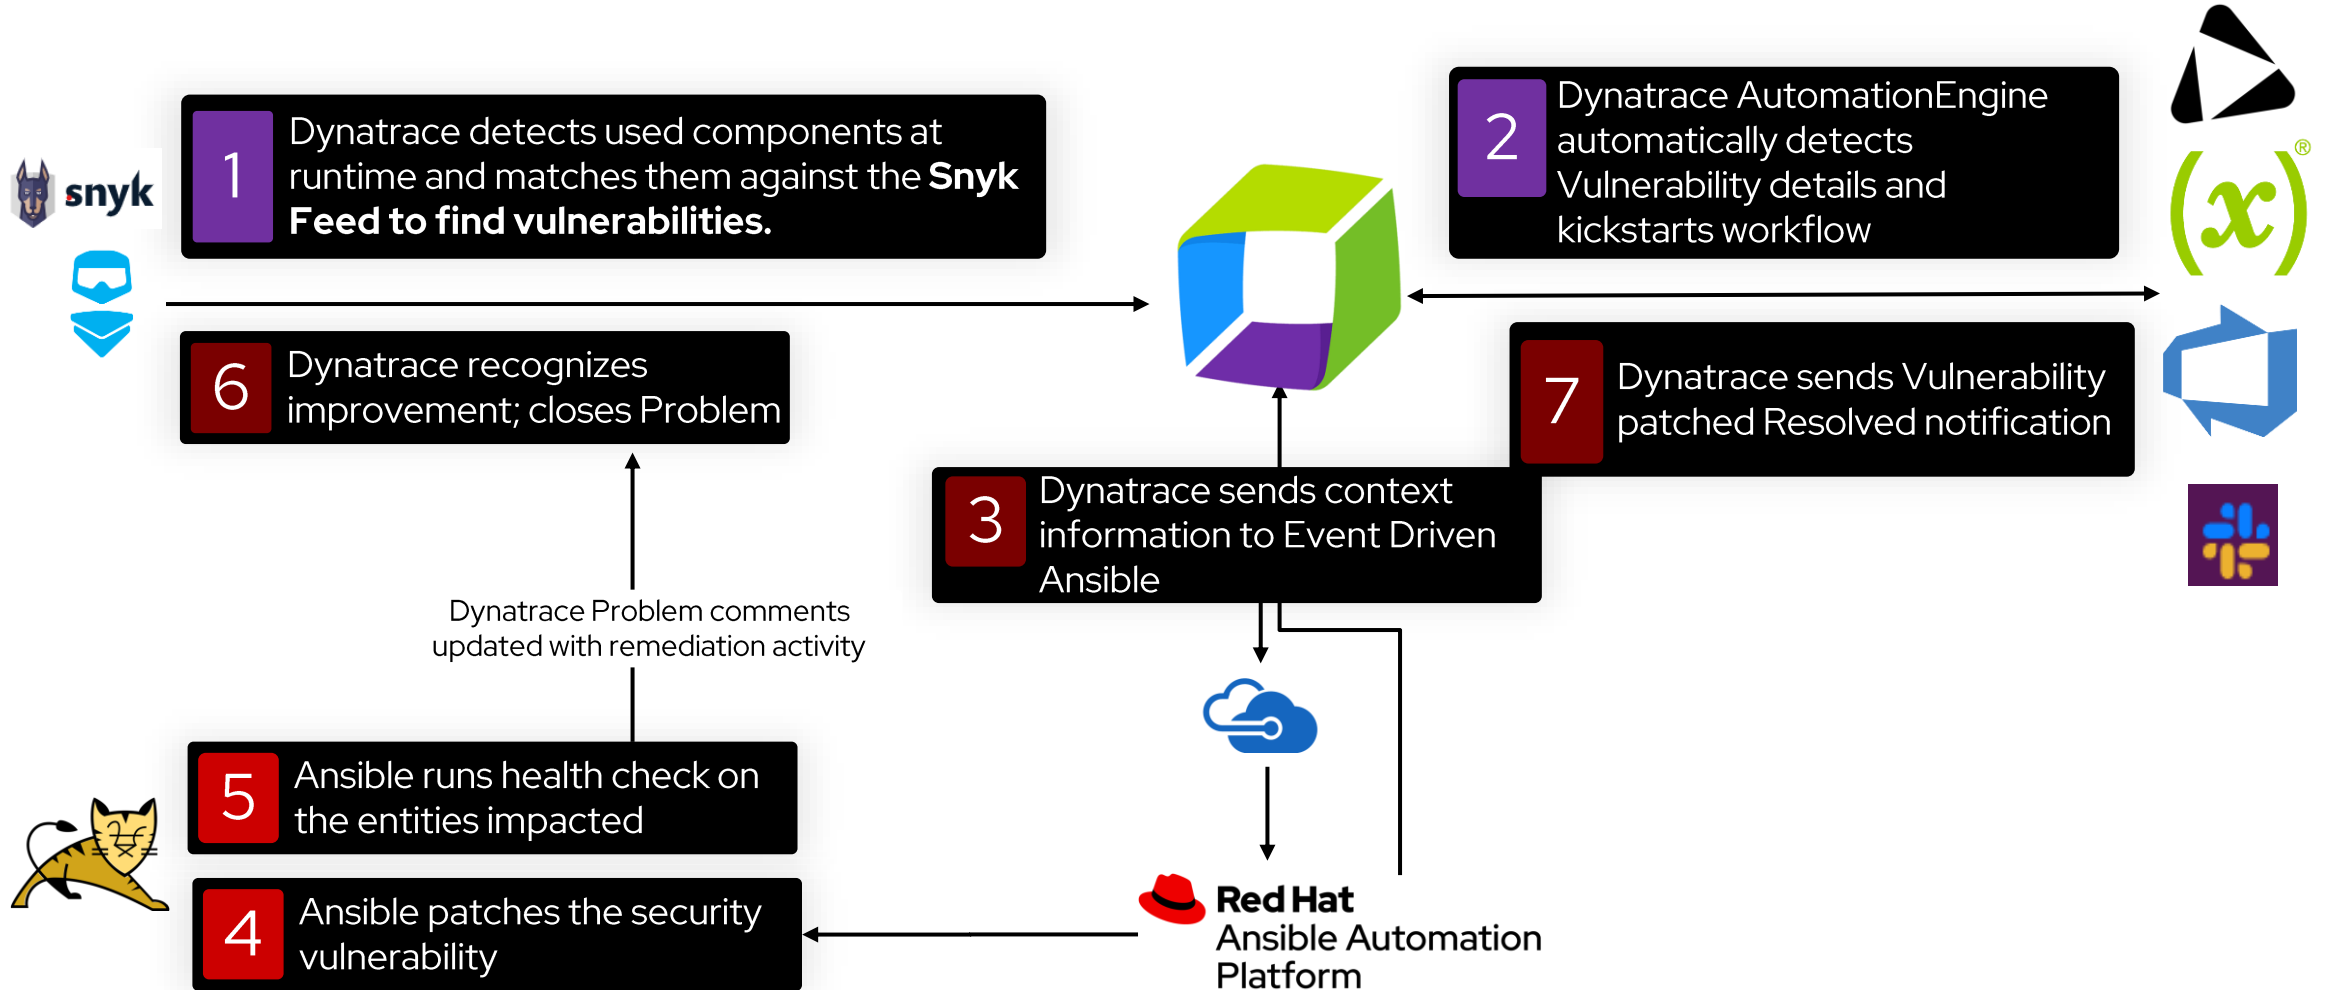 snyk
1
Dynatrace detects used components at
runtime and matches them against the Snyk
Feed to find vulnerabilities.
2
Dynatrace AutomationEngine
automatically detects
Vulnerability details and
kickstarts workflow
(x)®
6
Dynatrace recognizes
improvement; closes Problem
7
Dynatrace sends Vulnerability
patched Resolved notification
3
Dynatrace sends context
information to Event Driven
Ansible
Dynatrace Problem comments
updated with remediation activity
5
Ansible runs health check on
the entities impacted
4
Ansible patches the security
vulnerability
Red Hat
Ansible Automation
Platform